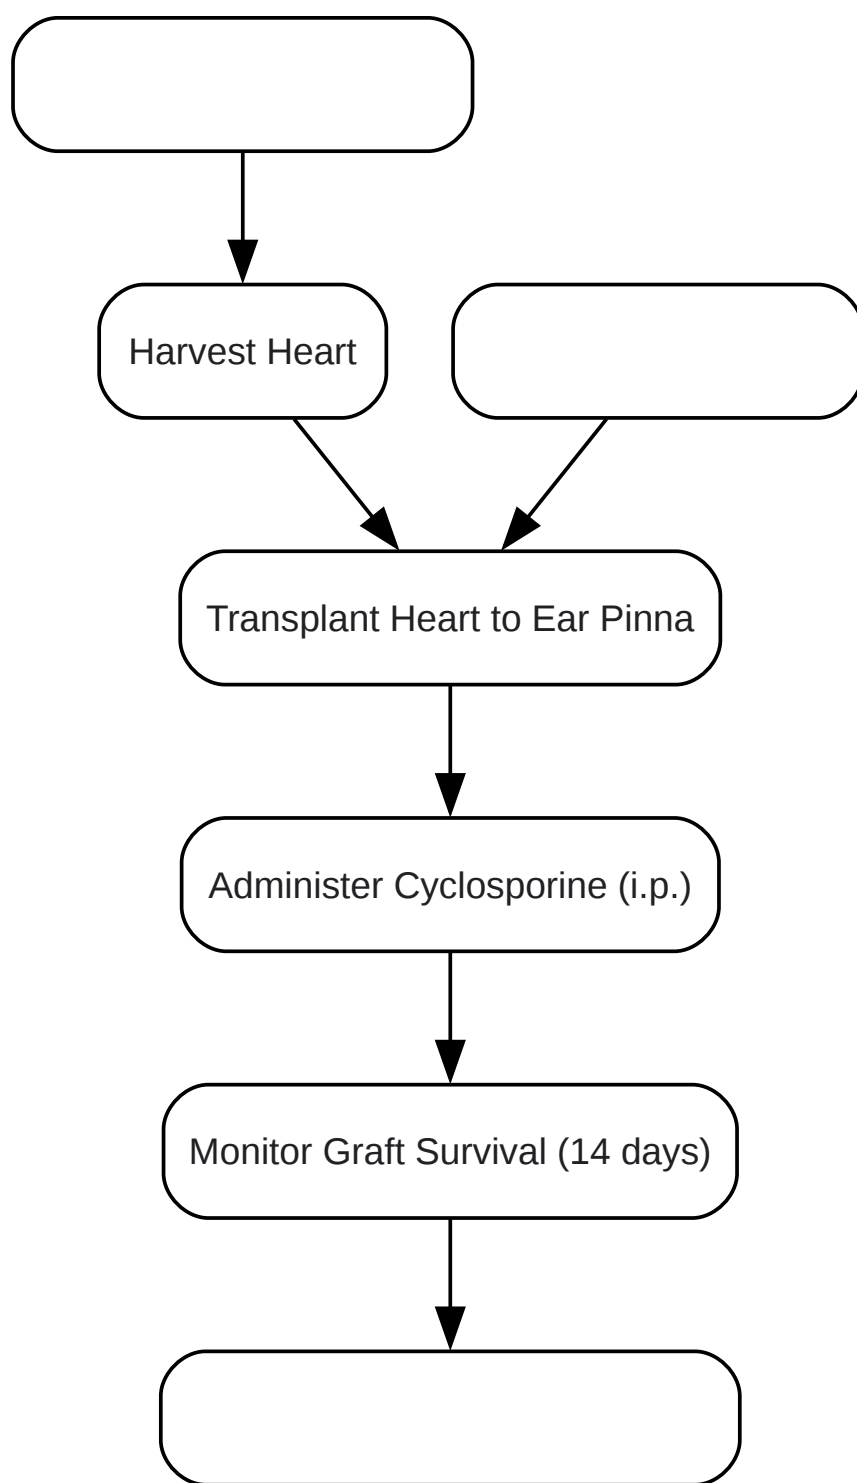 Harvest Heart
Transplant Heart to Ear Pinna
Administer Cyclosporine (i.p.)
Monitor Graft Survival (14 days)